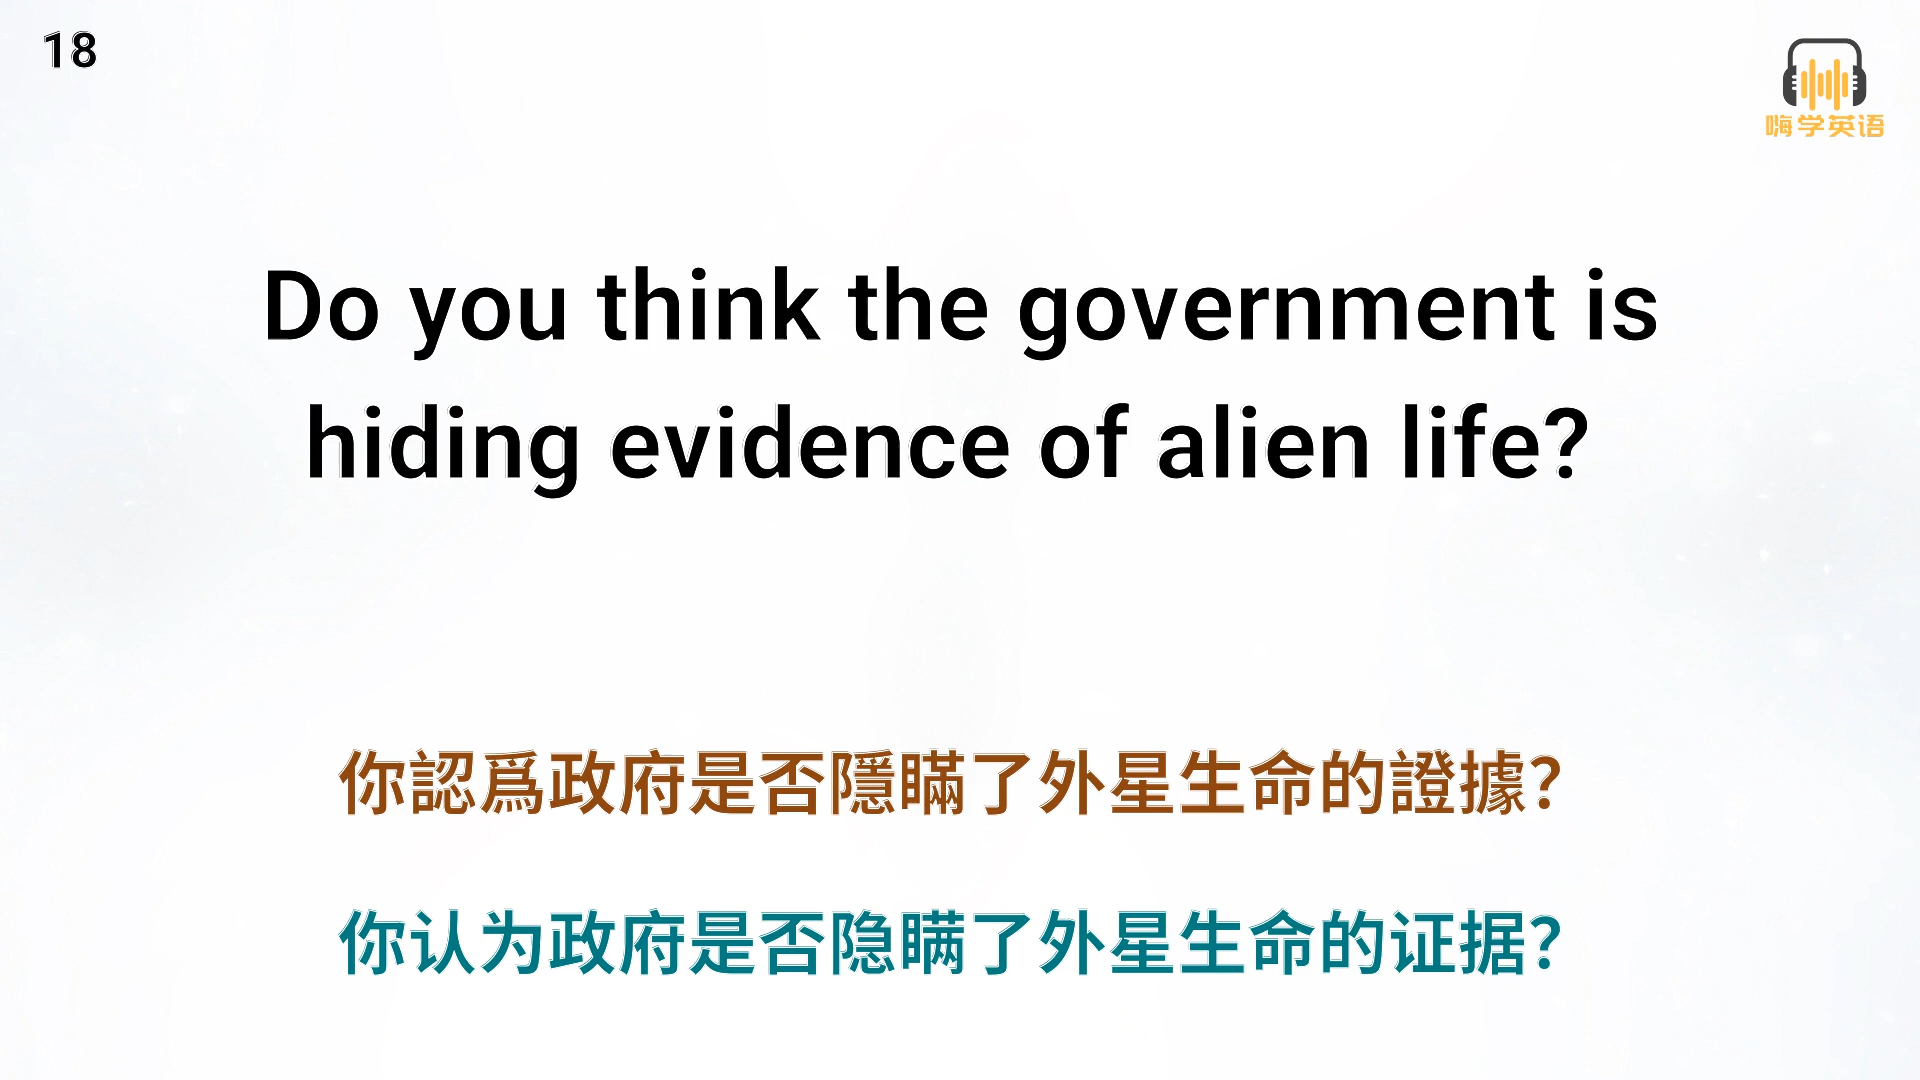 18
嗨学英语
Do you think the government is
hiding evidence of alien life?
你認爲政府是否隱瞞了外星生命的證據？
你认为政府是否隐瞒了外星生命的证据？